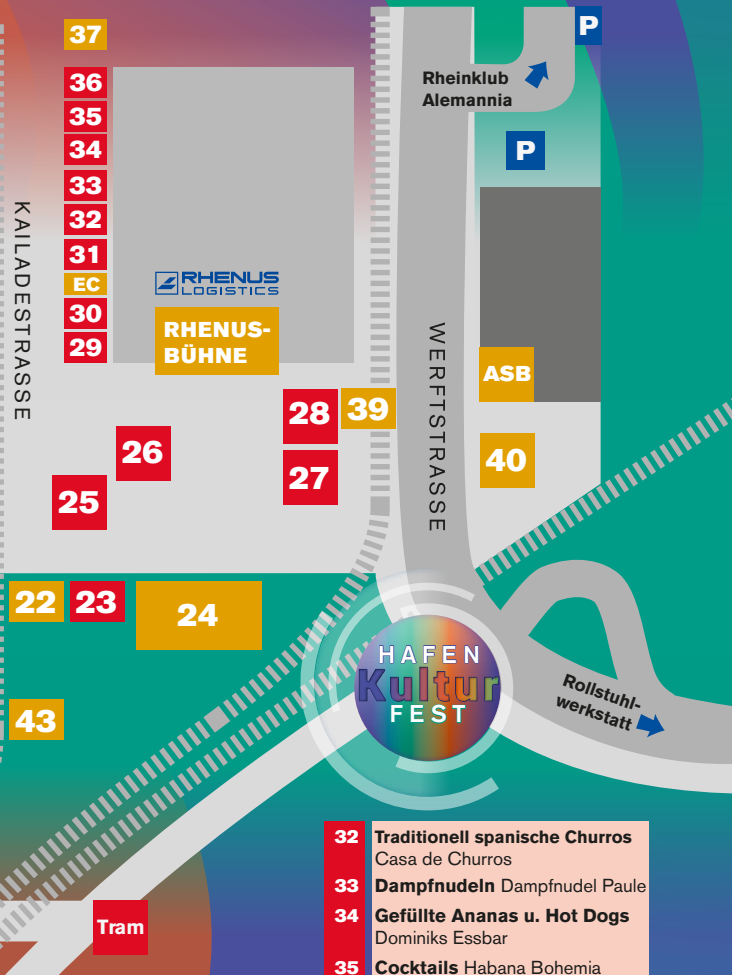 37
P
Rheinklub
Alemannia
36
35
34
P
33
KAILADESTRASSE
32
31
EC
RHENUS
LOGISTICS
30
29
RHENUS-
BÜHNE
WERFTSTRASSE
ASB
28
39
26
27
40
25
22
23
24
HAFEN
Kultur
FEST
Rollstuhl-
werkstatt
43
32 Traditionell spanische Churros
Casa de Churros
33 Dampfnudeln Dampfnudel Paule
34 Gefüllte Ananas u. Hot Dogs
Dominiks Essbar
35 Cocktails Habana Bohemia
Tram